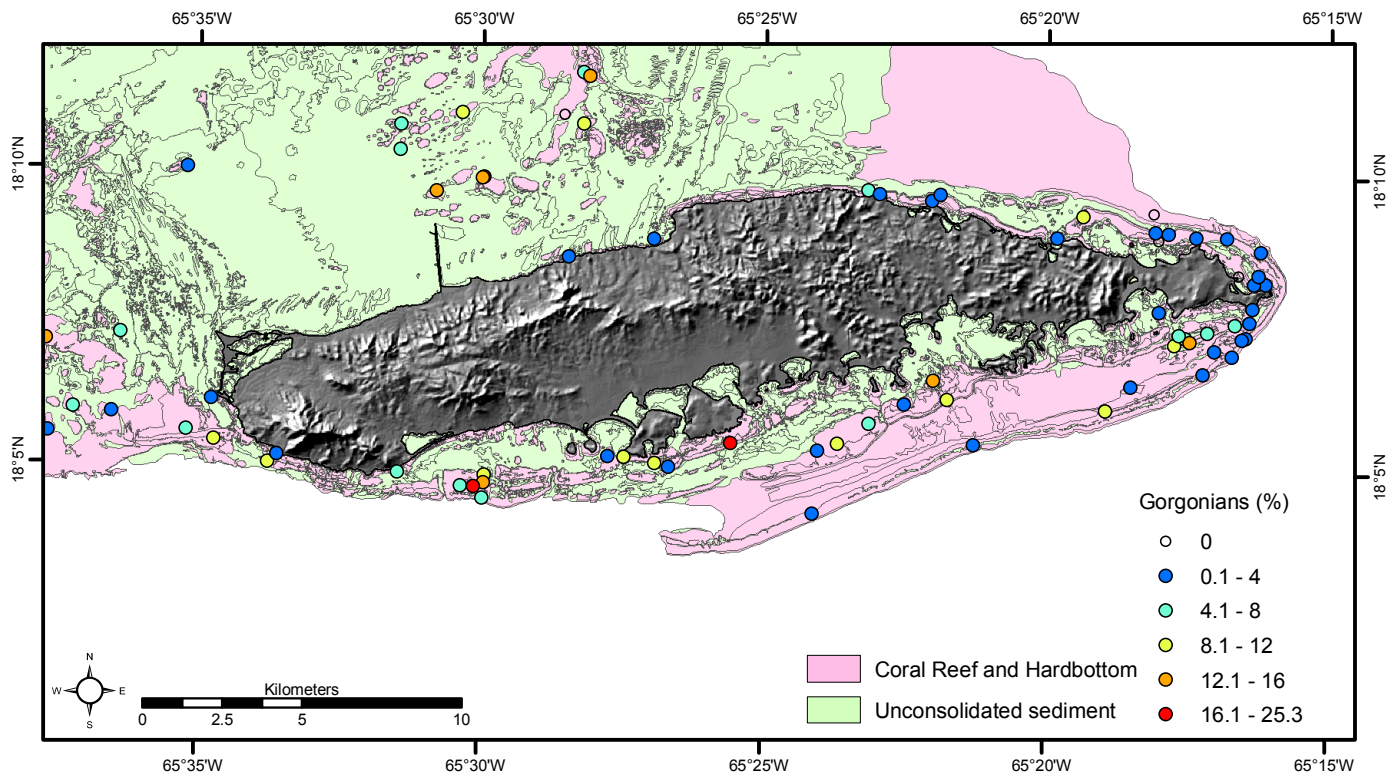 65°35'W 65°30'W 65°25'W 65°20'W 65°15'W
18°10'N 18°10'N
18°5'N 18°5'N
Gorgonians (%)
0
0.1 - 4
4.1 - 8
8.1 - 12
12.1 - 16
16.1 - 25.3
Coral Reef and Hardbottom
Unconsolidated sediment
N
W E
S
Kilometers
0 2.5 5 10
65°35'W 65°30'W 65°25'W 65°20'W 65°15'W